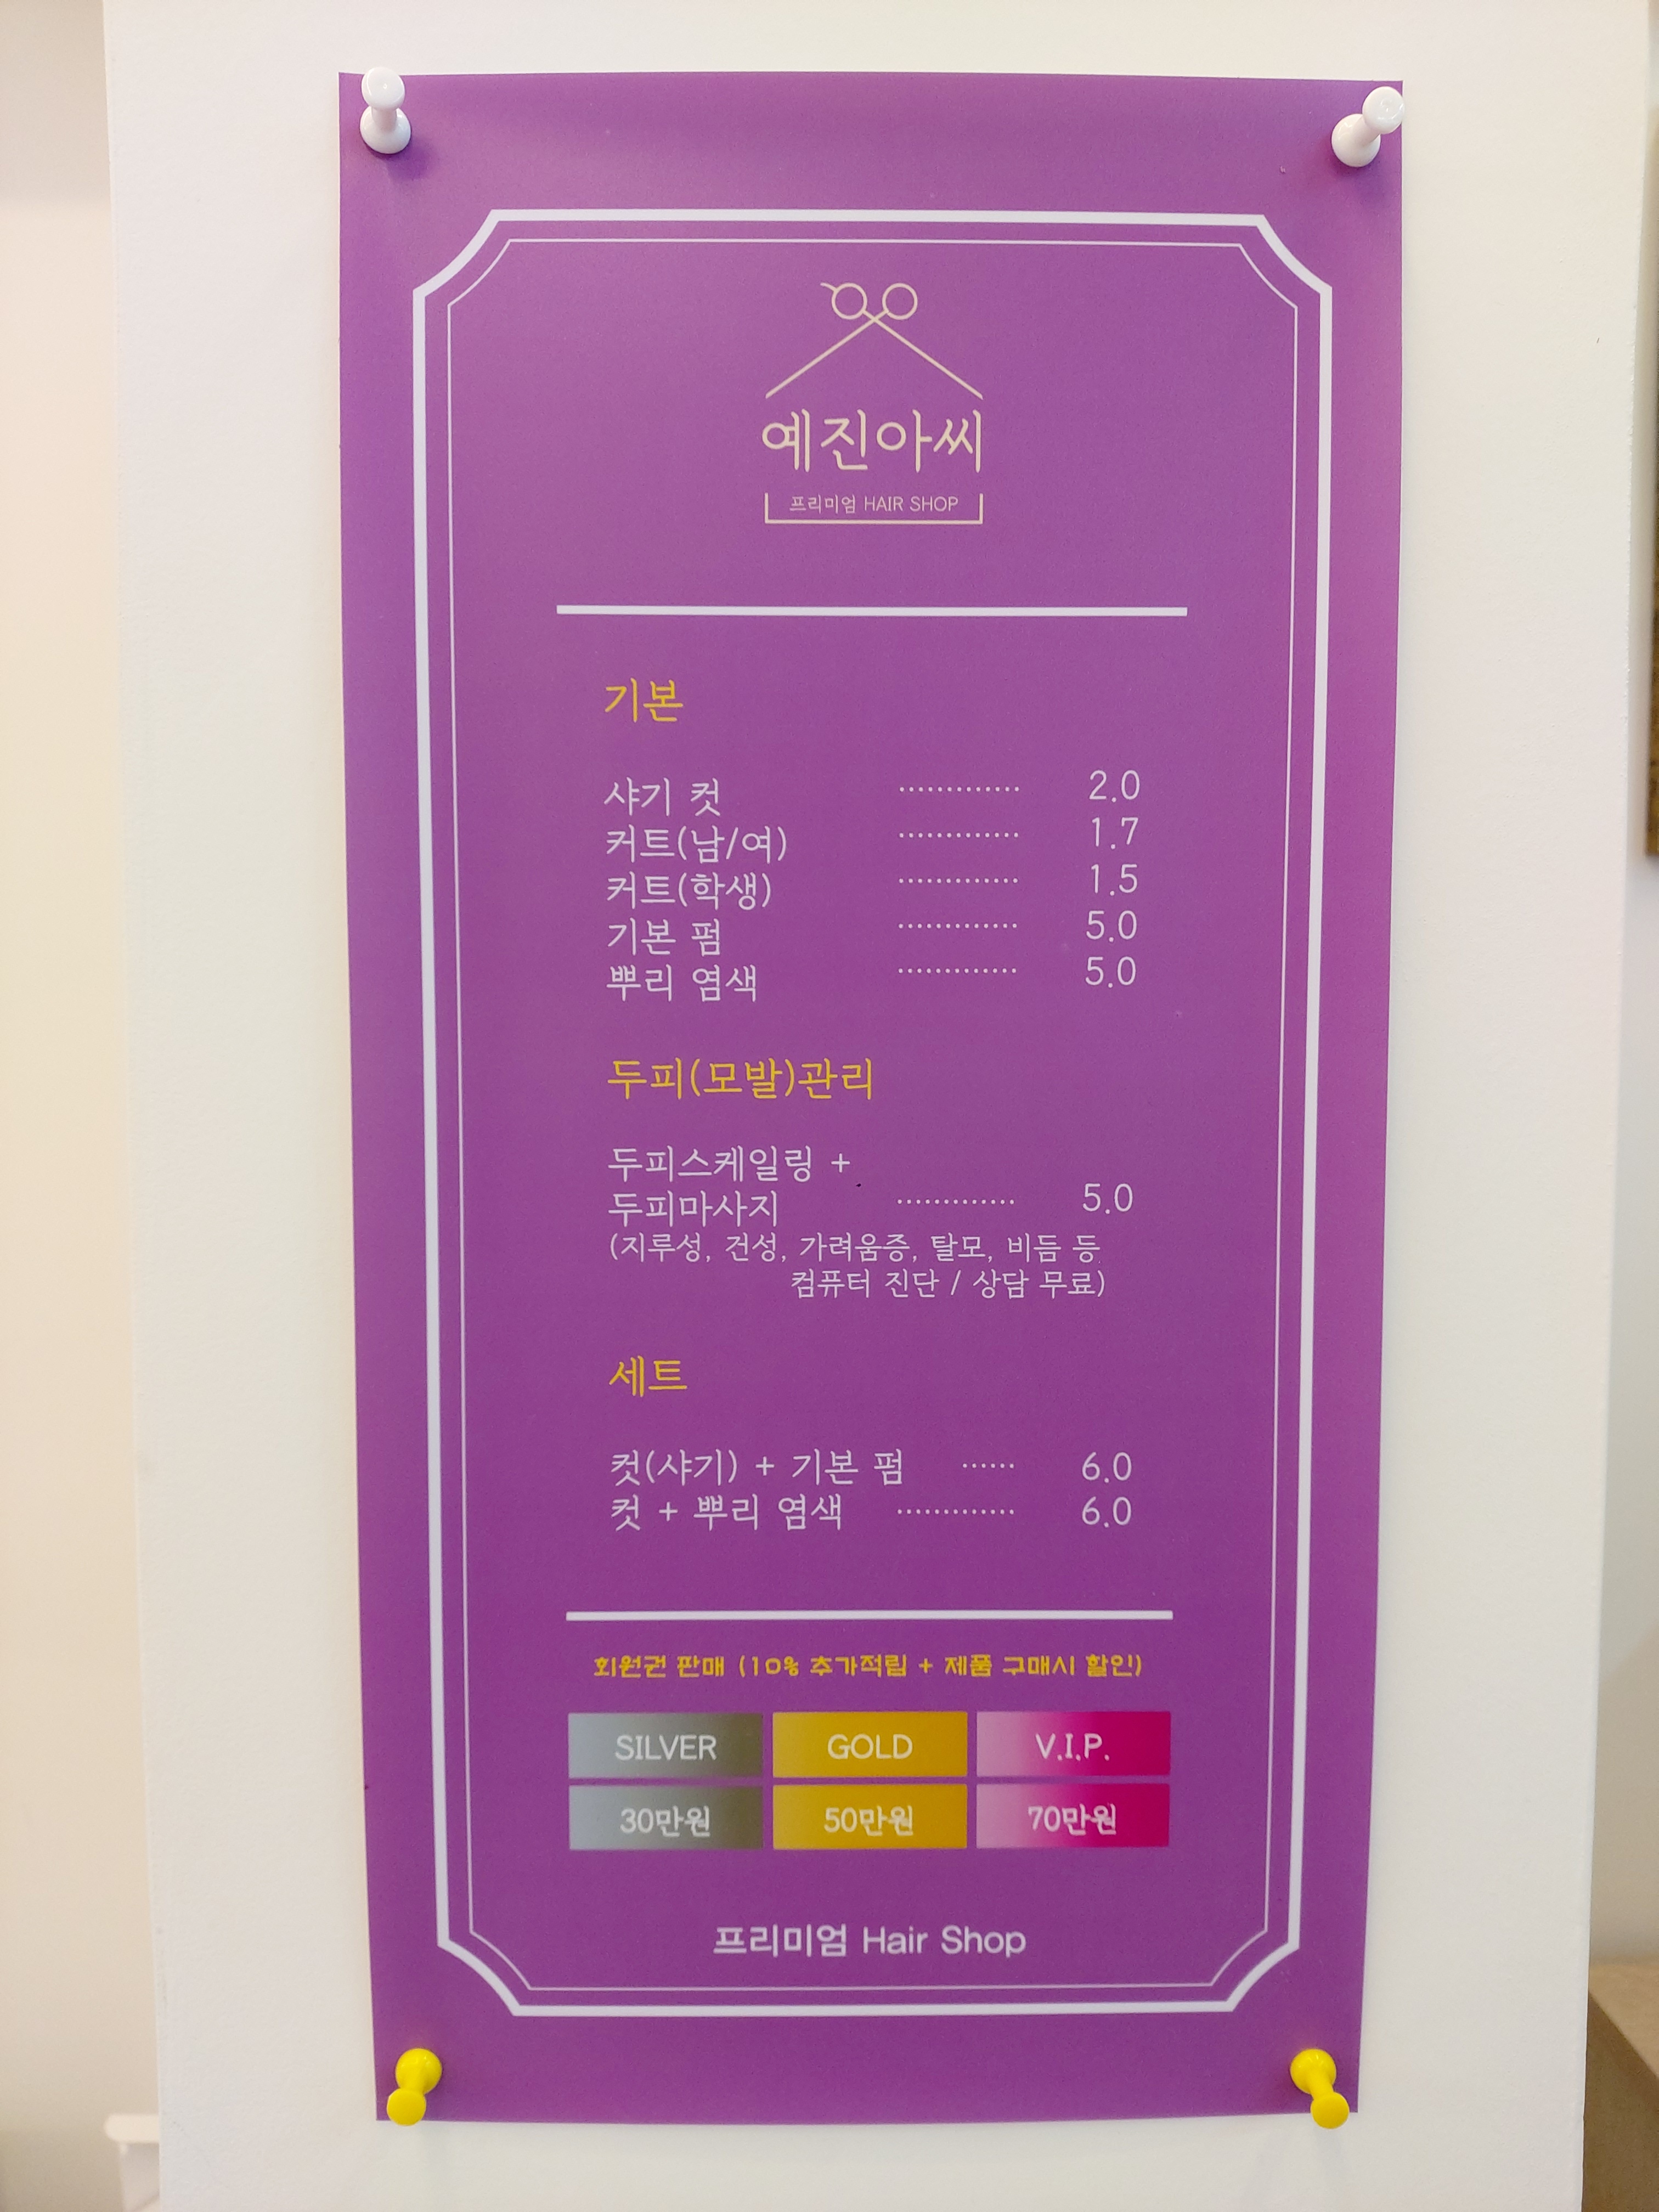 예진아씨
프리미엄 HAIR SHOP
기본
샤기 컷 ············· 2.0
커트(남/여) ············· 1.7
커트(학생) ············· 1.5
기본 펌 ············· 5.0
뿌리 염색 ············· 5.0
두피(모발)관리
두피스케일링 +
두피마사지 ············· 5.0
(지루성, 건성, 가려움증, 탈모, 비듬 등
컴퓨터 진단 / 상담 무료)
세트
컷(샤기) + 기본 펌 ······ 6.0
컷 + 뿌리 염색 ············· 6.0
회원권 판매 (10% 추가적립 + 제품 구매시 할인)
SILVER GOLD V.I.P.
30만원 50만원 70만원
프리미엄 Hair Shop